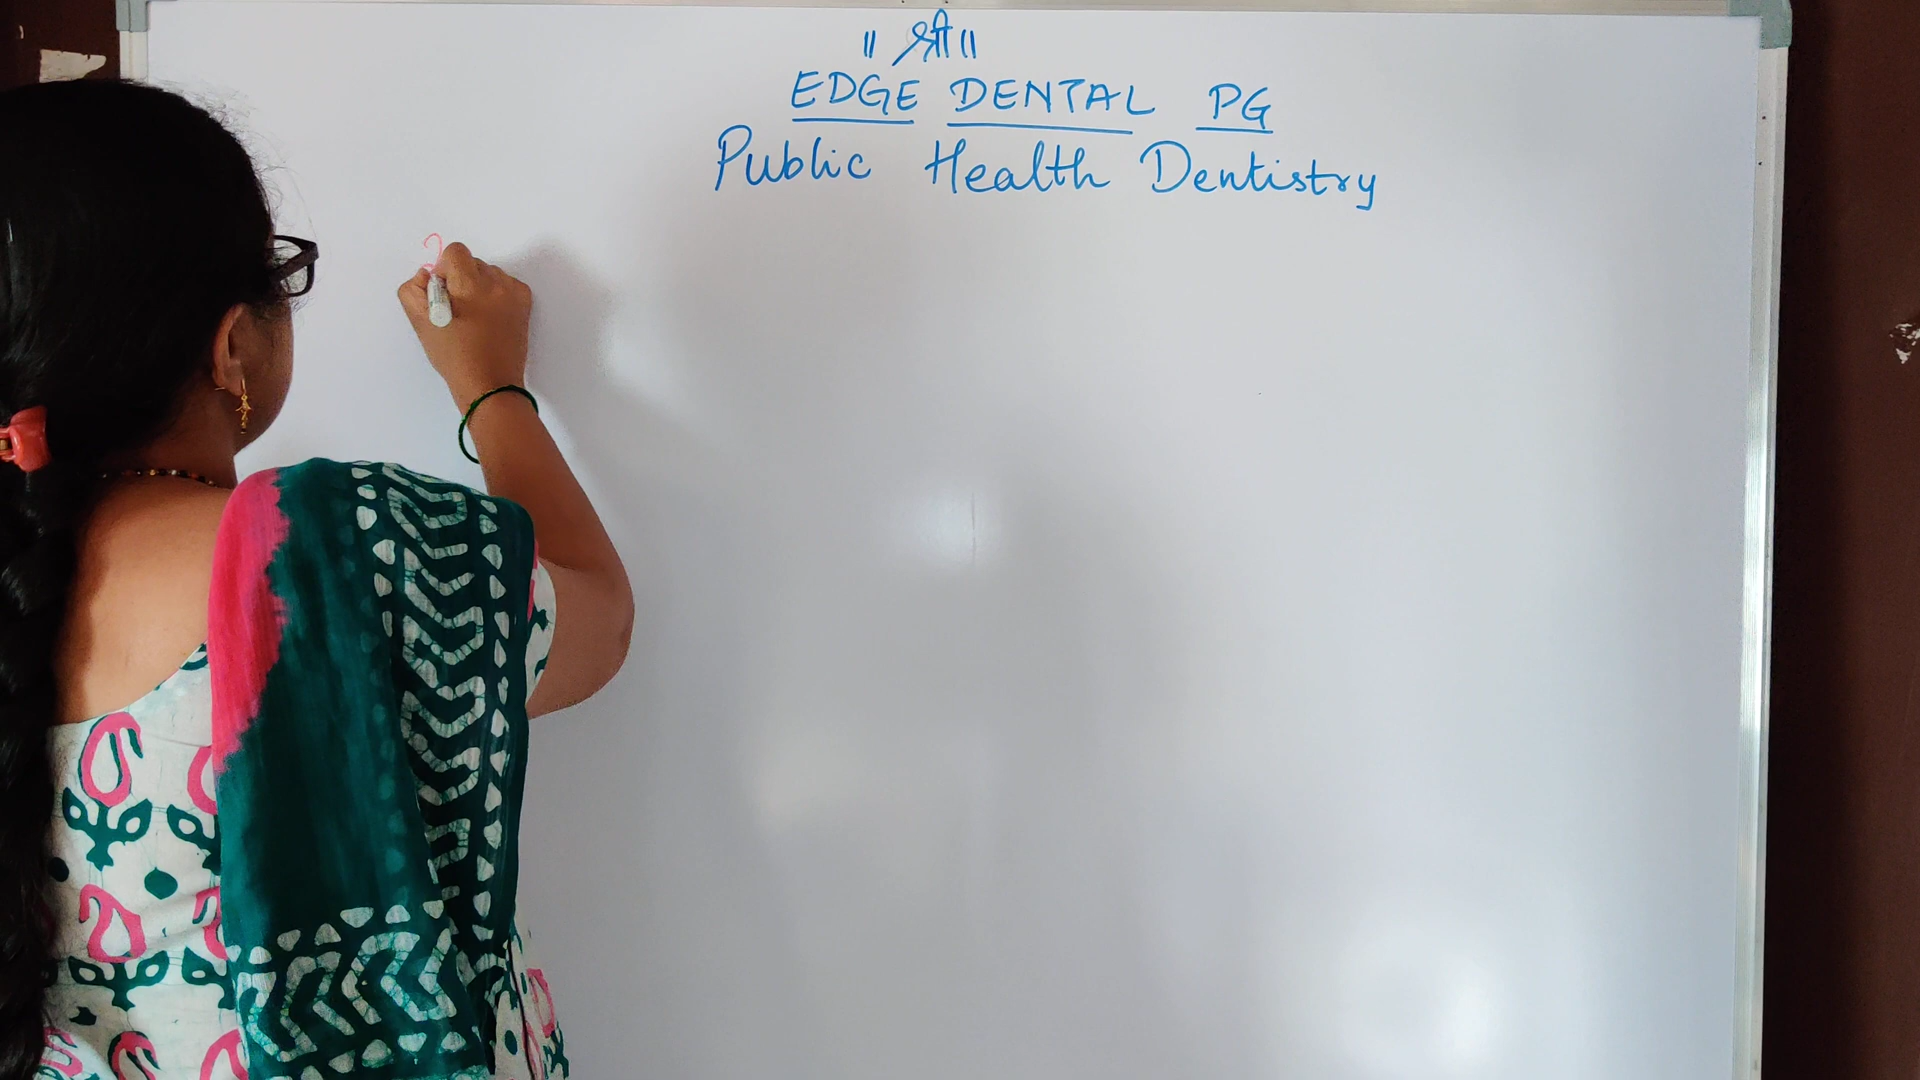 ॥ श्री ॥
EDGE DENTAL PG
Public Health Dentistry